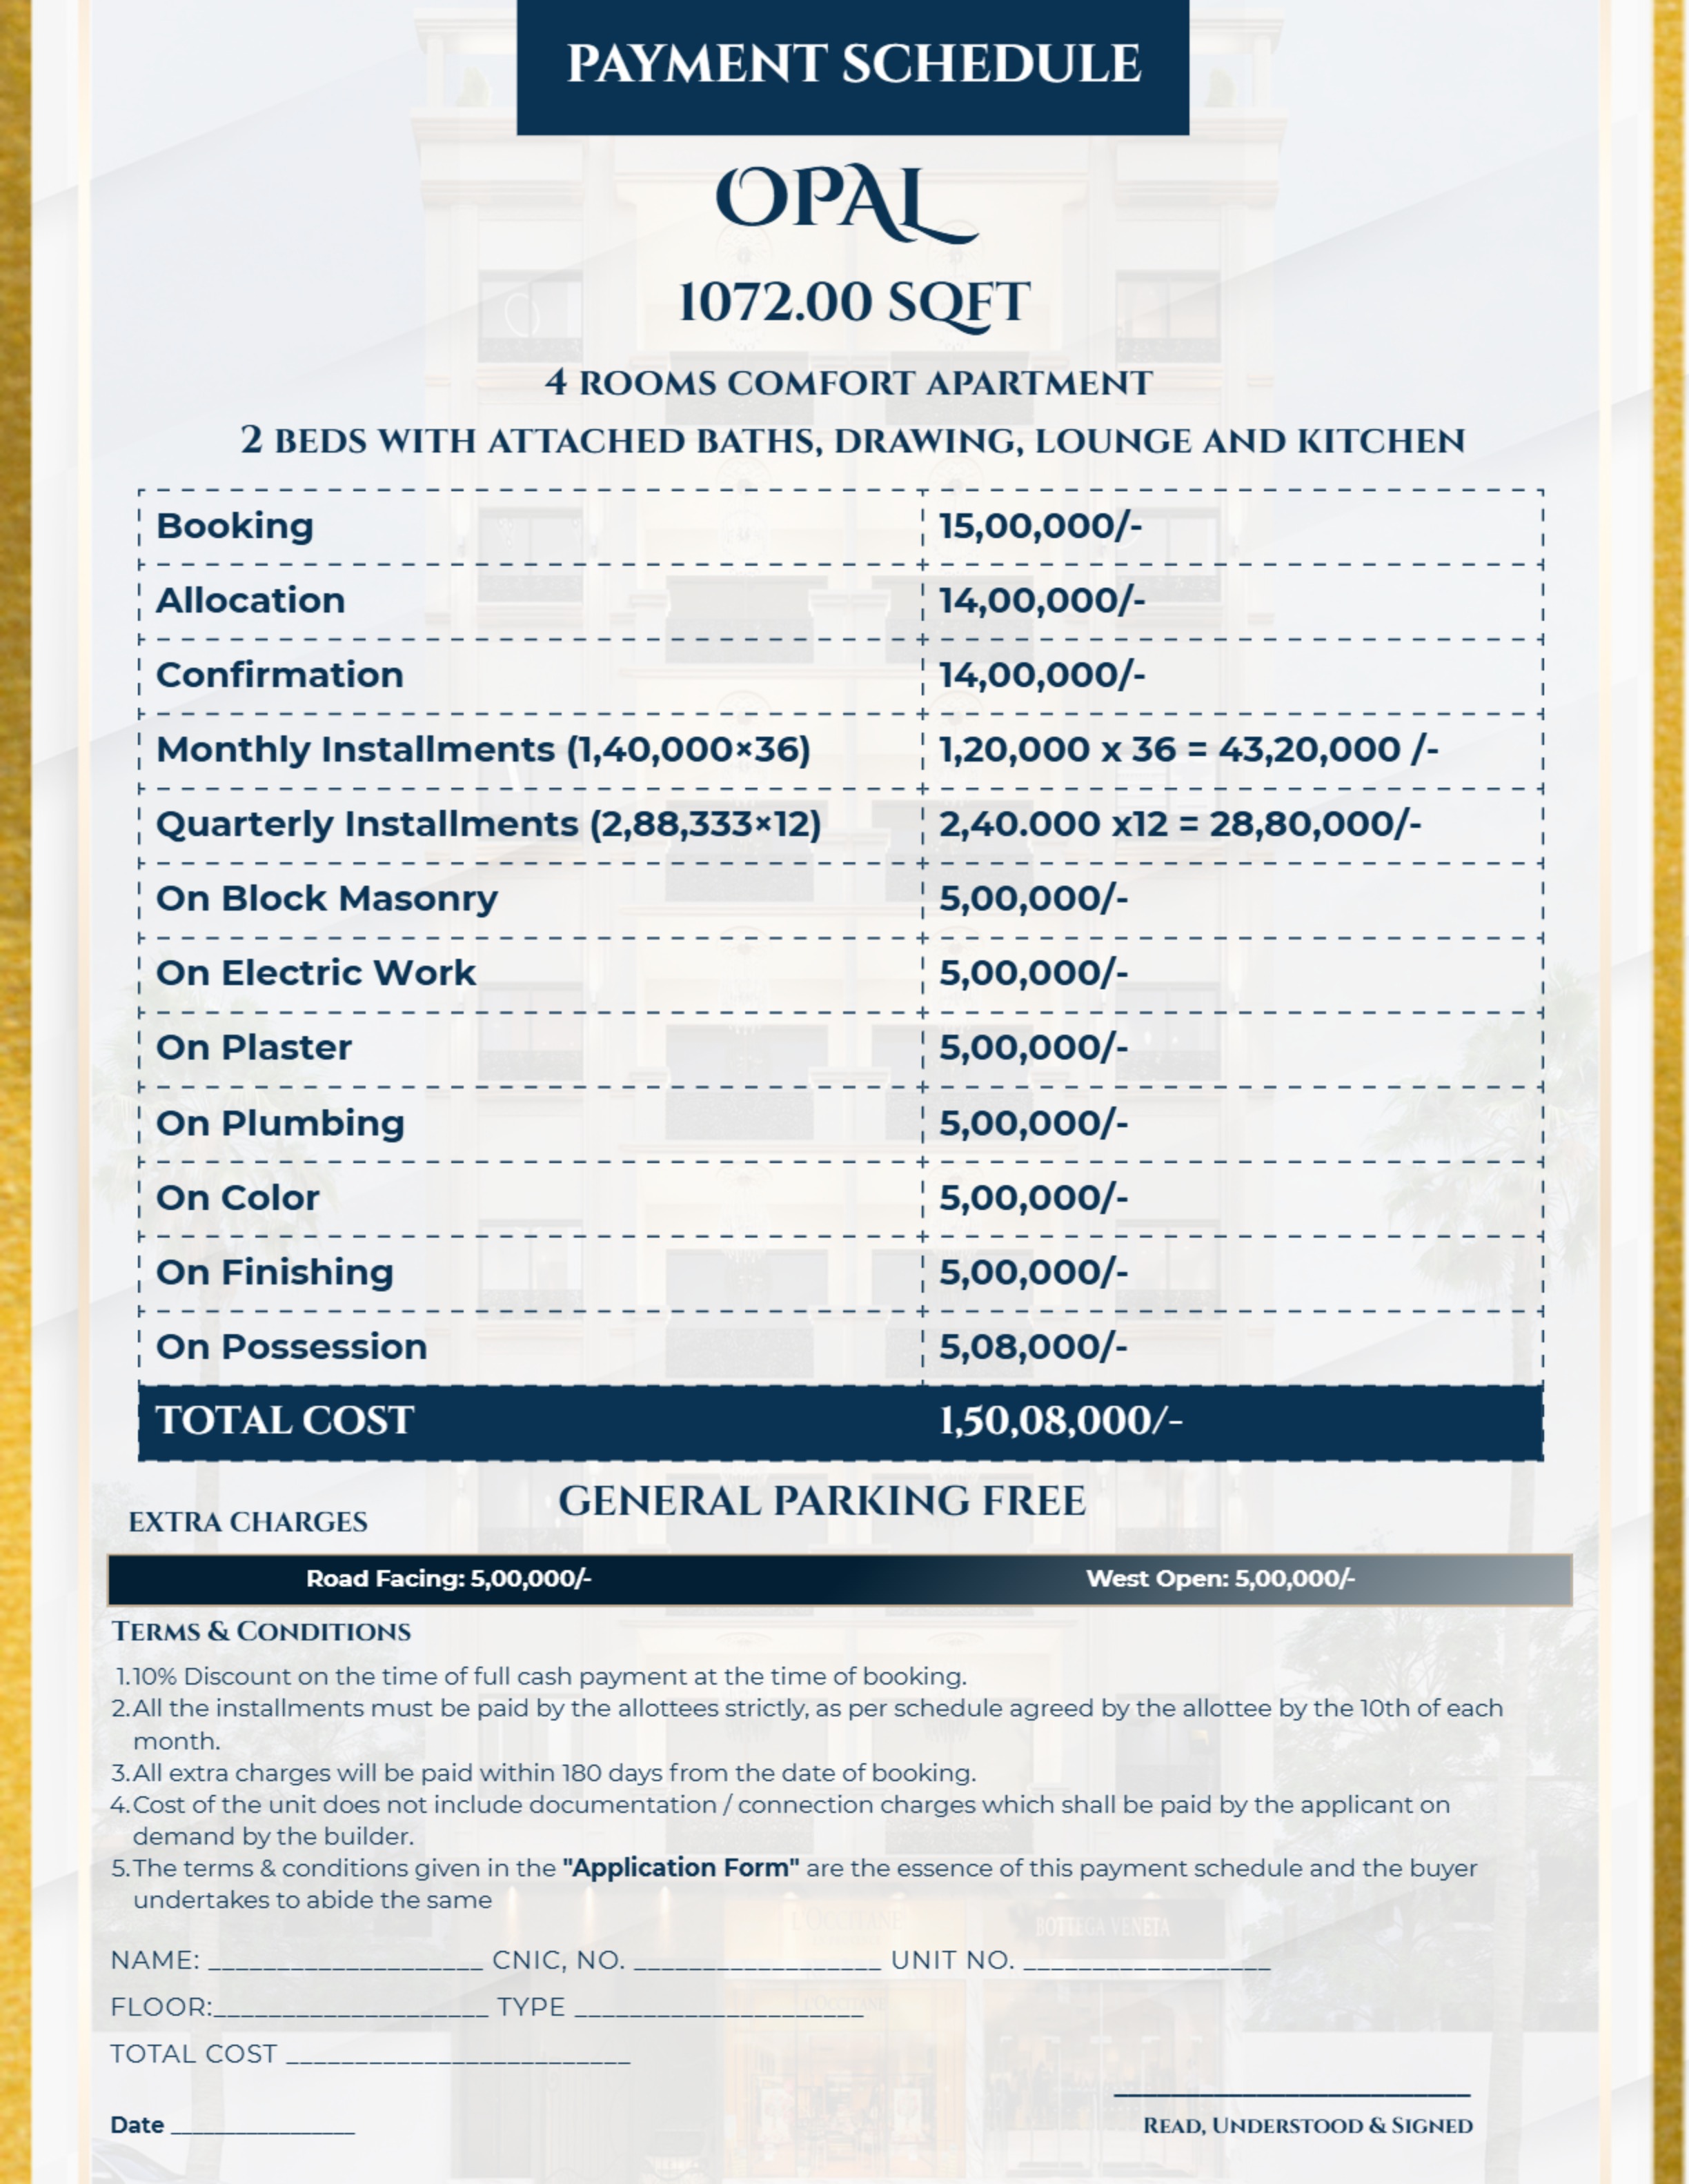 PAYMENT SCHEDULE
OPAL
1072.00 SQFT
4 ROOMS COMFORT APARTMENT
2 BEDS WITH ATTACHED BATHS, DRAWING, LOUNGE AND KITCHEN
Booking 15,00,000/-
Allocation 14,00,000/-
Confirmation 14,00,000/-
Monthly Installments (1,40,000×36) 1,20,000 x 36 = 43,20,000 /-
Quarterly Installments (2,88,333×12) 2,40.000 x12 = 28,80,000/-
On Block Masonry 5,00,000/-
On Electric Work 5,00,000/-
On Plaster 5,00,000/-
On Plumbing 5,00,000/-
On Color 5,00,000/-
On Finishing 5,00,000/-
On Possession 5,08,000/-
TOTAL COST 1,50,08,000/-
GENERAL PARKING FREE
EXTRA CHARGES
Road Facing: 5,00,000/- West Open: 5,00,000/-
TERMS & CONDITIONS
1.10% Discount on the time of full cash payment at the time of booking.
2.All the installments must be paid by the allottees strictly, as per schedule agreed by the allottee by the 10th of each
month.
3.All extra charges will be paid within 180 days from the date of booking.
4.Cost of the unit does not include documentation / connection charges which shall be paid by the applicant on
demand by the builder.
5.The terms & conditions given in the "Application Form" are the essence of this payment schedule and the buyer
undertakes to abide the same
L'OCCITANE BOTTEGA VENETA
NAME: ____________________ CNIC, NO. __________________ UNIT NO. __________________
FLOOR:____________________ TYPE _____________________
L'OCCITANE
TOTAL COST _________________________
Date ________________
READ, UNDERSTOOD & SIGNED